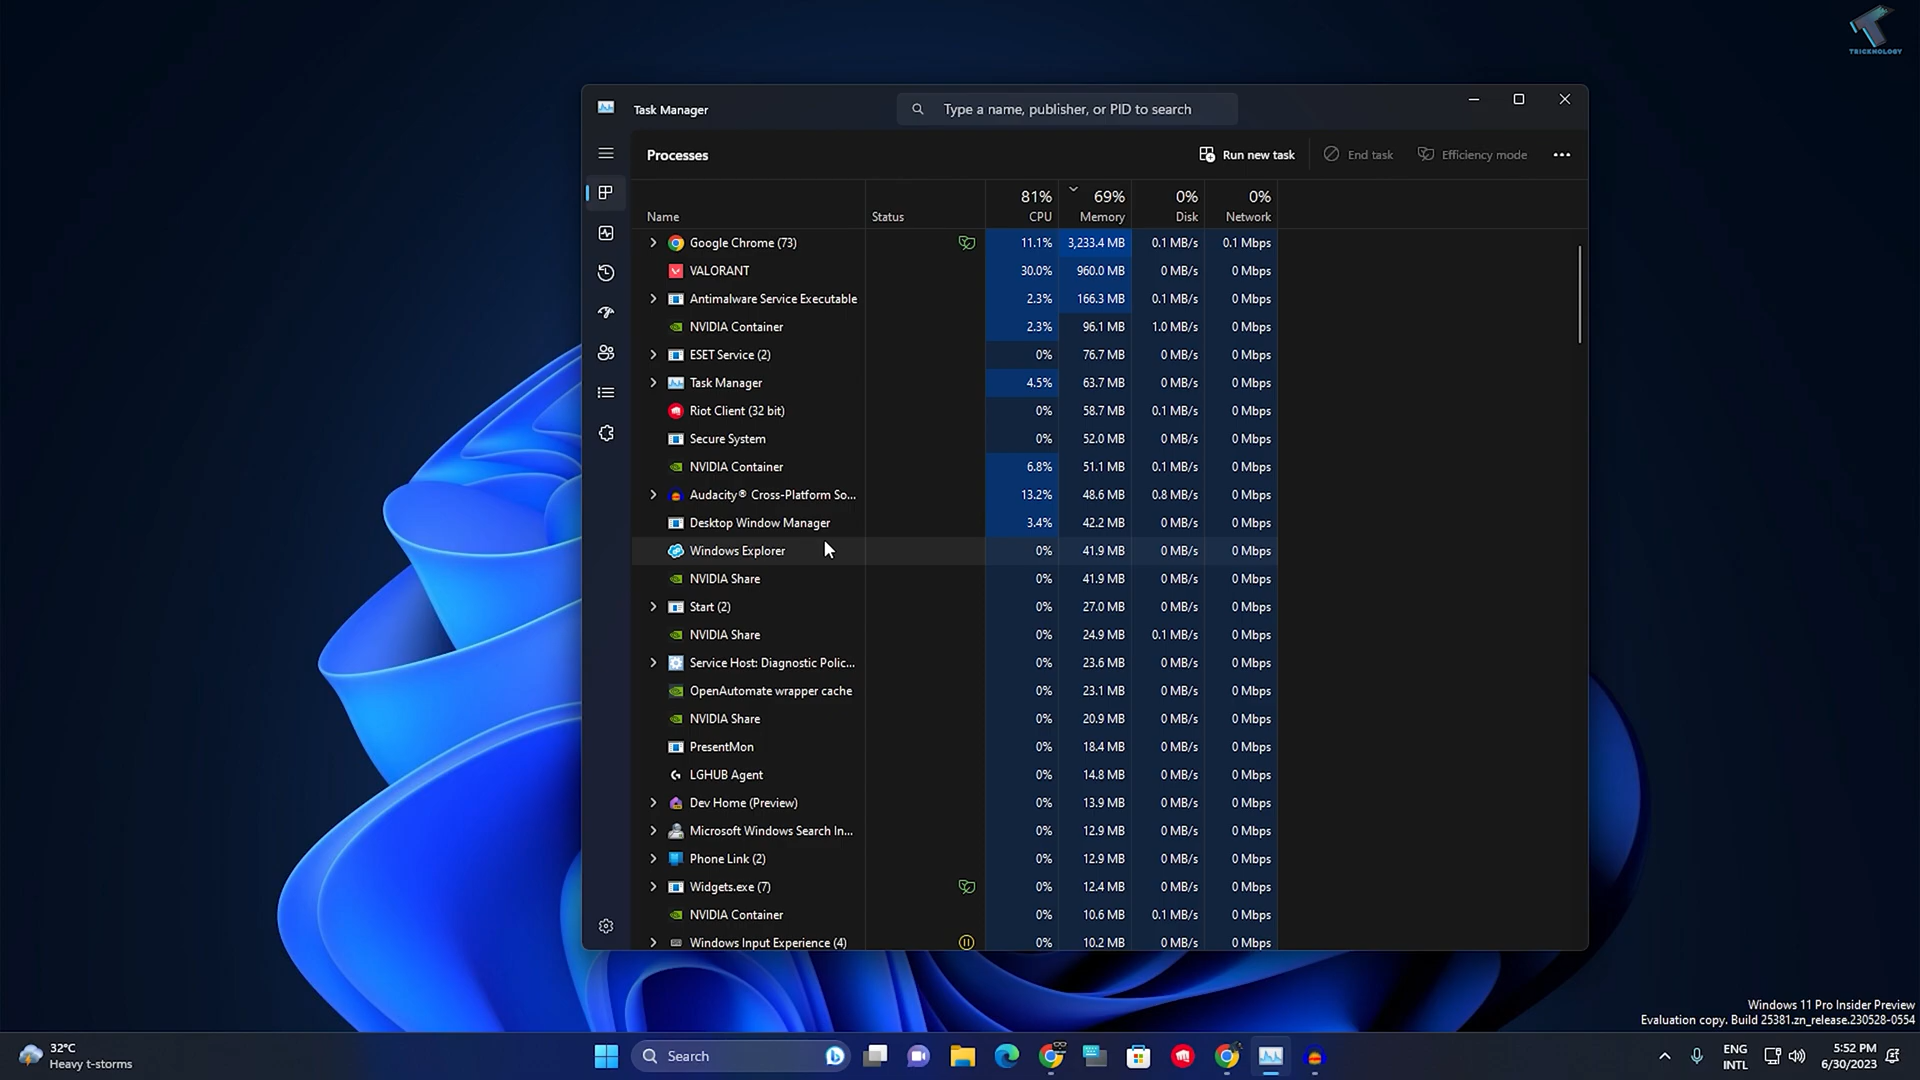 TRICKNOLOGY
Task Manager
Type a name, publisher, or PID to search
Processes
Run new task
End task
Efficiency mode
81% 69% 0% 0%
Name Status CPU Memory Disk Network
Google Chrome (73) 11.1% 3,233.4 MB 0.1 MB/s 0.1 Mbps
VALORANT 30.0% 960.0 MB 0 MB/s 0 Mbps
Antimalware Service Executable 2.3% 166.3 MB 0.1 MB/s 0 Mbps
NVIDIA Container 2.3% 96.1 MB 1.0 MB/s 0 Mbps
ESET Service (2) 0% 76.7 MB 0 MB/s 0 Mbps
Task Manager 4.5% 63.7 MB 0 MB/s 0 Mbps
Riot Client (32 bit) 0% 58.7 MB 0.1 MB/s 0 Mbps
Secure System 0% 52.0 MB 0 MB/s 0 Mbps
NVIDIA Container 6.8% 51.1 MB 0.1 MB/s 0 Mbps
Audacity® Cross-Platform So... 13.2% 48.6 MB 0.8 MB/s 0 Mbps
Desktop Window Manager 3.4% 42.2 MB 0 MB/s 0 Mbps
Windows Explorer 0% 41.9 MB 0 MB/s 0 Mbps
NVIDIA Share 0% 41.9 MB 0 MB/s 0 Mbps
Start (2) 0% 27.0 MB 0 MB/s 0 Mbps
NVIDIA Share 0% 24.9 MB 0.1 MB/s 0 Mbps
Service Host: Diagnostic Polic... 0% 23.6 MB 0 MB/s 0 Mbps
OpenAutomate wrapper cache 0% 23.1 MB 0 MB/s 0 Mbps
NVIDIA Share 0% 20.9 MB 0 MB/s 0 Mbps
PresentMon 0% 18.4 MB 0 MB/s 0 Mbps
LGHUB Agent 0% 14.8 MB 0 MB/s 0 Mbps
Dev Home (Preview) 0% 13.9 MB 0 MB/s 0 Mbps
Microsoft Windows Search In... 0% 12.9 MB 0 MB/s 0 Mbps
Phone Link (2) 0% 12.9 MB 0 MB/s 0 Mbps
Widgets.exe (7) 0% 12.4 MB 0 MB/s 0 Mbps
NVIDIA Container 0% 10.6 MB 0.1 MB/s 0 Mbps
Windows Input Experience (4) 0% 10.2 MB 0 MB/s 0 Mbps
Windows 11 Pro Insider Preview
Evaluation copy. Build 25381.zn_release.230528-0554
32°C
Heavy t-storms
Search
ENG
INTL
5:52 PM
6/30/2023